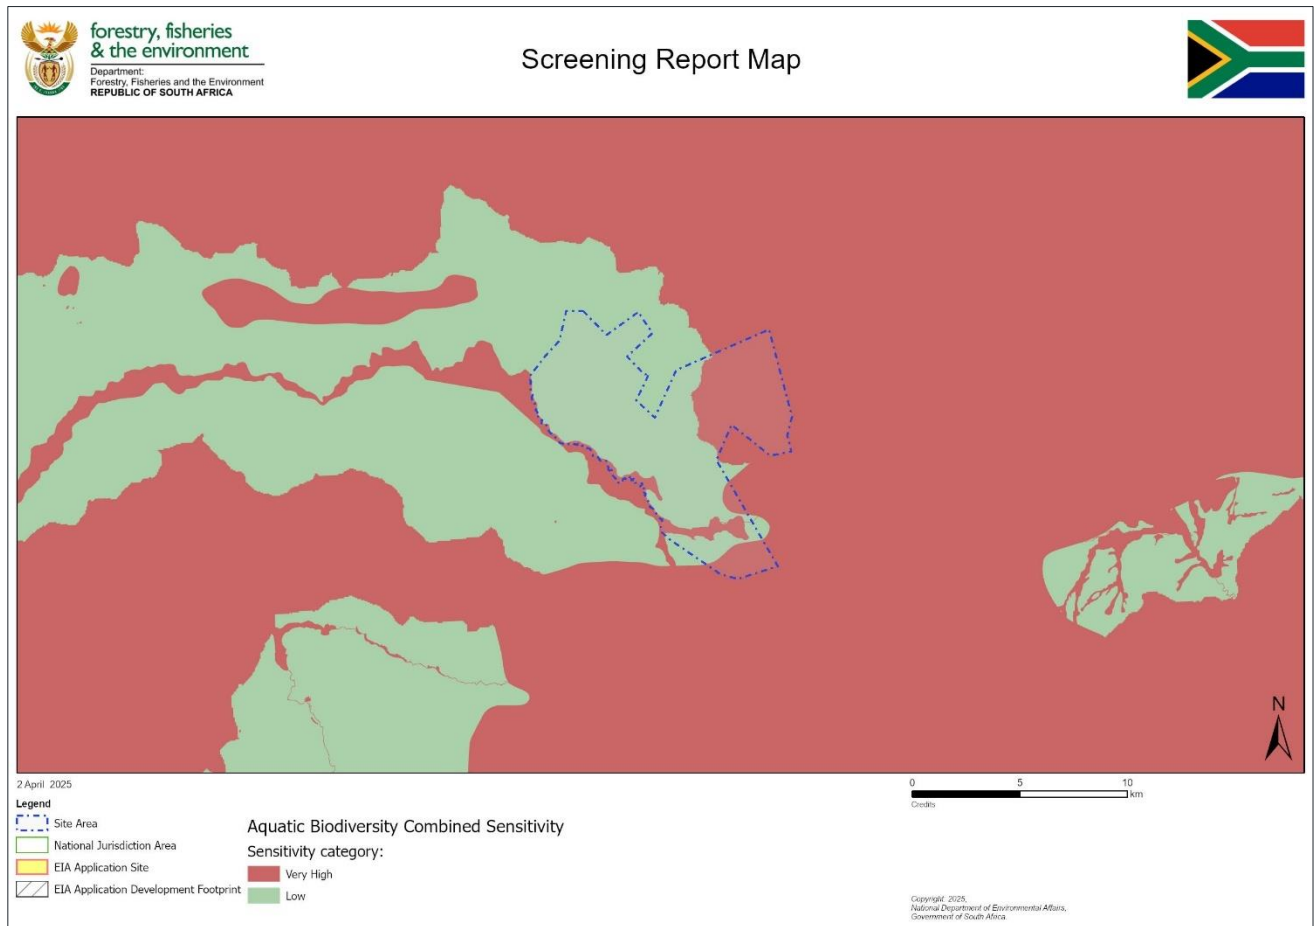 forestry, fisheries
& the environment
Department:
Forestry, Fisheries and the Environment
REPUBLIC OF SOUTH AFRICA
Screening Report Map
N
2 April 2025
Legend
Site Area
National Jurisdiction Area
EIA Application Site
EIA Application Development Footprint
Aquatic Biodiversity Combined Sensitivity
Sensitivity category:
Very High
Low
0 5 10
km
Credits
Copyright: 2025,
National Department of Environmental Affairs,
Government of South Africa.